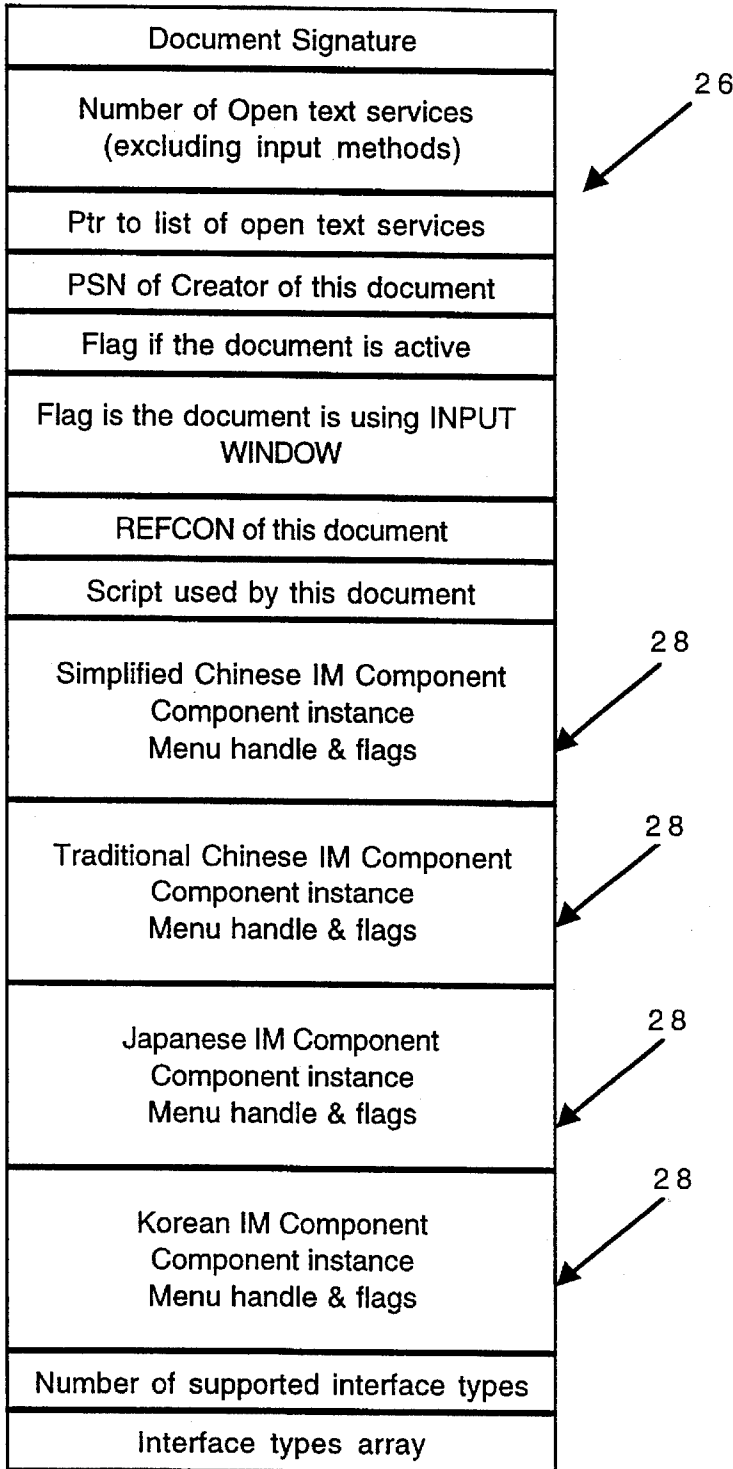 Document Signature
26
Number of Open text services
(excluding input methods)
Ptr to list of open text services
PSN of Creator of this document
Flag if the document is active
Flag is the document is using INPUT
WINDOW
REFCON of this document
Script used by this document
28
Simplified Chinese IM Component
Component instance
Menu handle & flags
28
Traditional Chinese IM Component
Component instance
Menu handle & flags
28
Japanese IM Component
Component instance
Menu handle & flags
28
Korean IM Component
Component instance
Menu handle & flags
Number of supported interface types
Interface types array